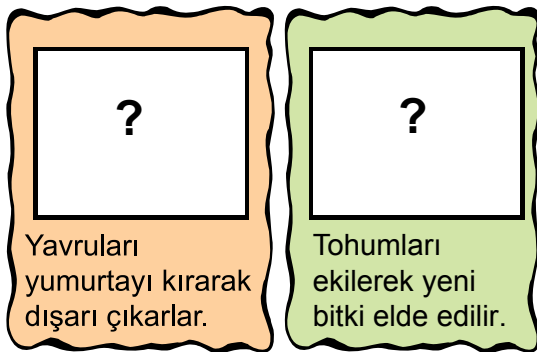 ?
Yavruları
yumurtayı kırarak
dışarı çıkarlar.
?
Tohumları
ekilerek yeni
bitki elde edilir.